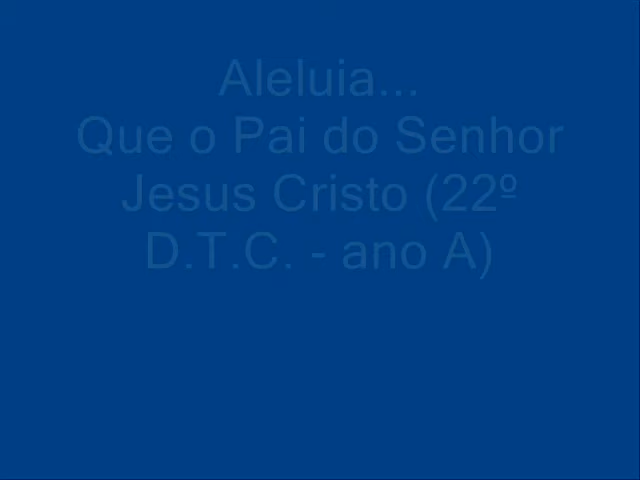 Aleluia...
Que o Pai do Senhor
Jesus Cristo (22º
D.T.C. - ano A)